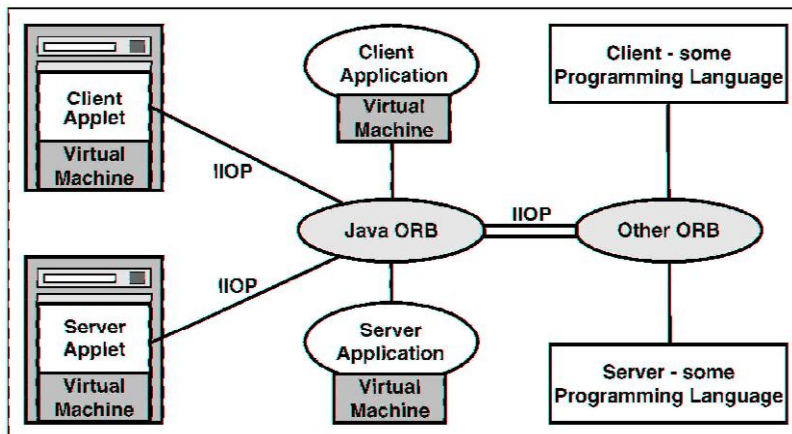 Client
Applet
Virtual
Machine
IIOP
Client
Application
Virtual
Machine
Client - some
Programming Language
Java ORB
IIOP
Other ORB
Server
Applet
Virtual
Machine
IIOP
Server
Application
Virtual
Machine
Server - some
Programming Language